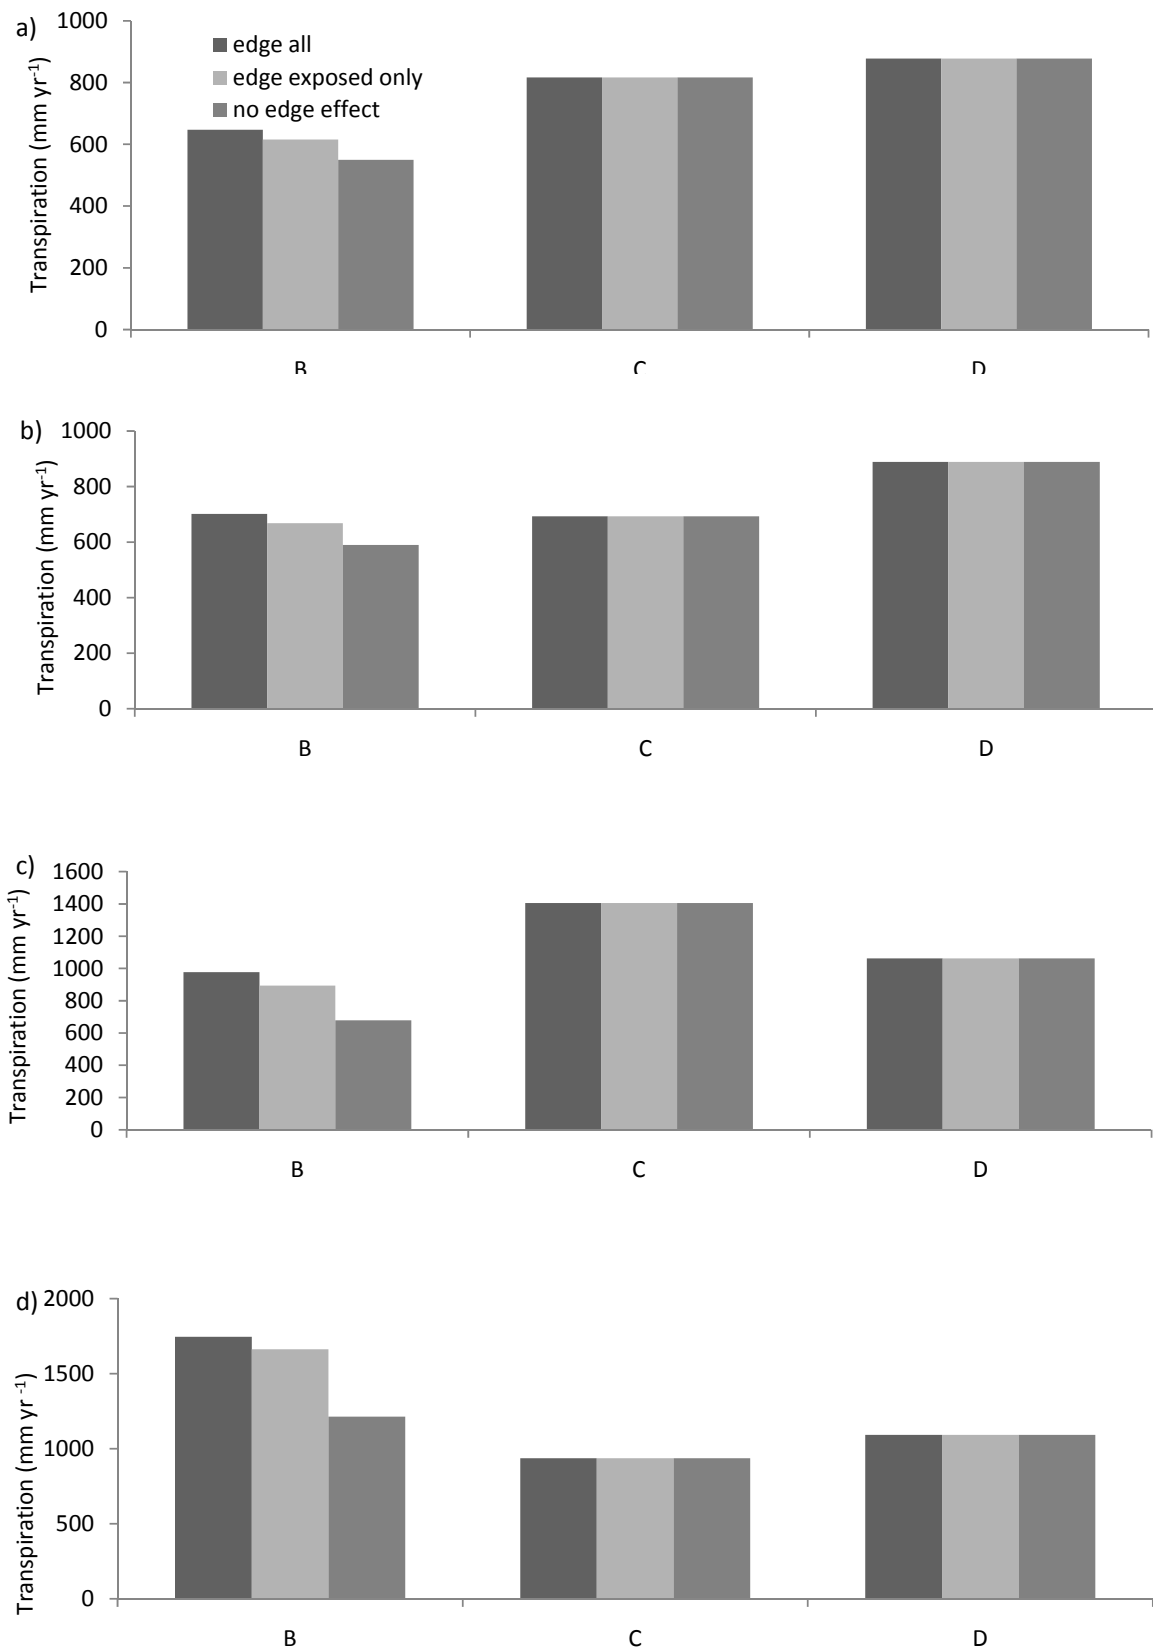 a)
1000
800
600
400
200
0
Transpiration (mm yr⁻¹)
edge all
edge exposed only
no edge effect
B C D
b)
1000
800
600
400
200
0
Transpiration (mm yr⁻¹)
B C D
c)
1600
1400
1200
1000
800
600
400
200
0
Transpiration (mm yr⁻¹)
B C D
d)
2000
1500
1000
500
0
Transpiration (mm yr ⁻¹)
B C D